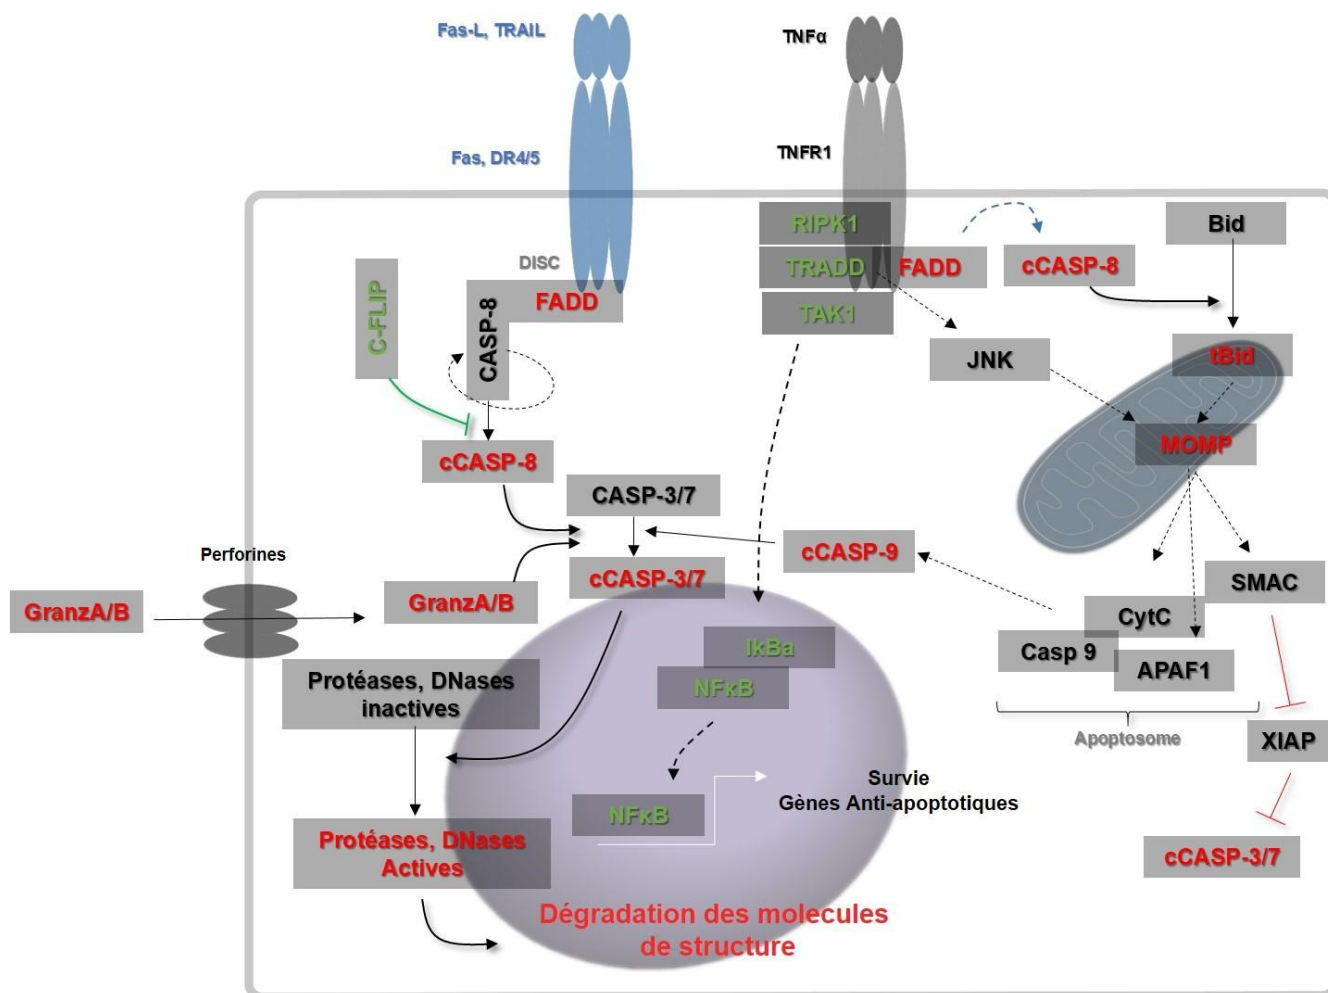 Fas-L, TRAIL
TNFα
Fas, DR4/5
TNFR1
RIPK1
Bid
DISC
TRADD
FADD
cCASP-8
C-FLIP
CASP-8
FADD
TAK1
JNK
tBid
cCASP-8
MOMP
CASP-3/7
Perforines
cCASP-9
cCASP-3/7
SMAC
GranzA/B
GranzA/B
CytC
IkBa
Casp 9
APAF1
Protéases, DNases
inactives
NFκB
Apoptosome
XIAP
Survie
Gènes Anti-apoptotiques
NFκB
Protéases, DNases
Actives
cCASP-3/7
Dégradation des molecules
de structure